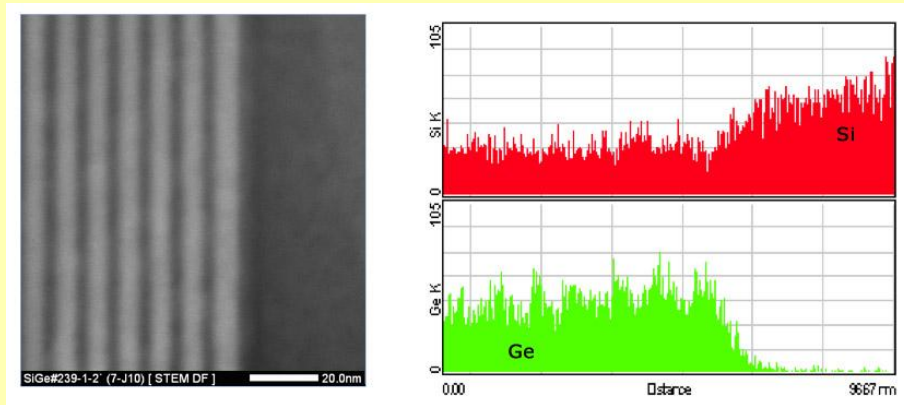 SiGe#239-1-2` (7-J10) [ STEM DF ] 20.0nm
105
Si K
0
Si
105
Ge K
0
Ge
0.00 Distance 96.67 nm